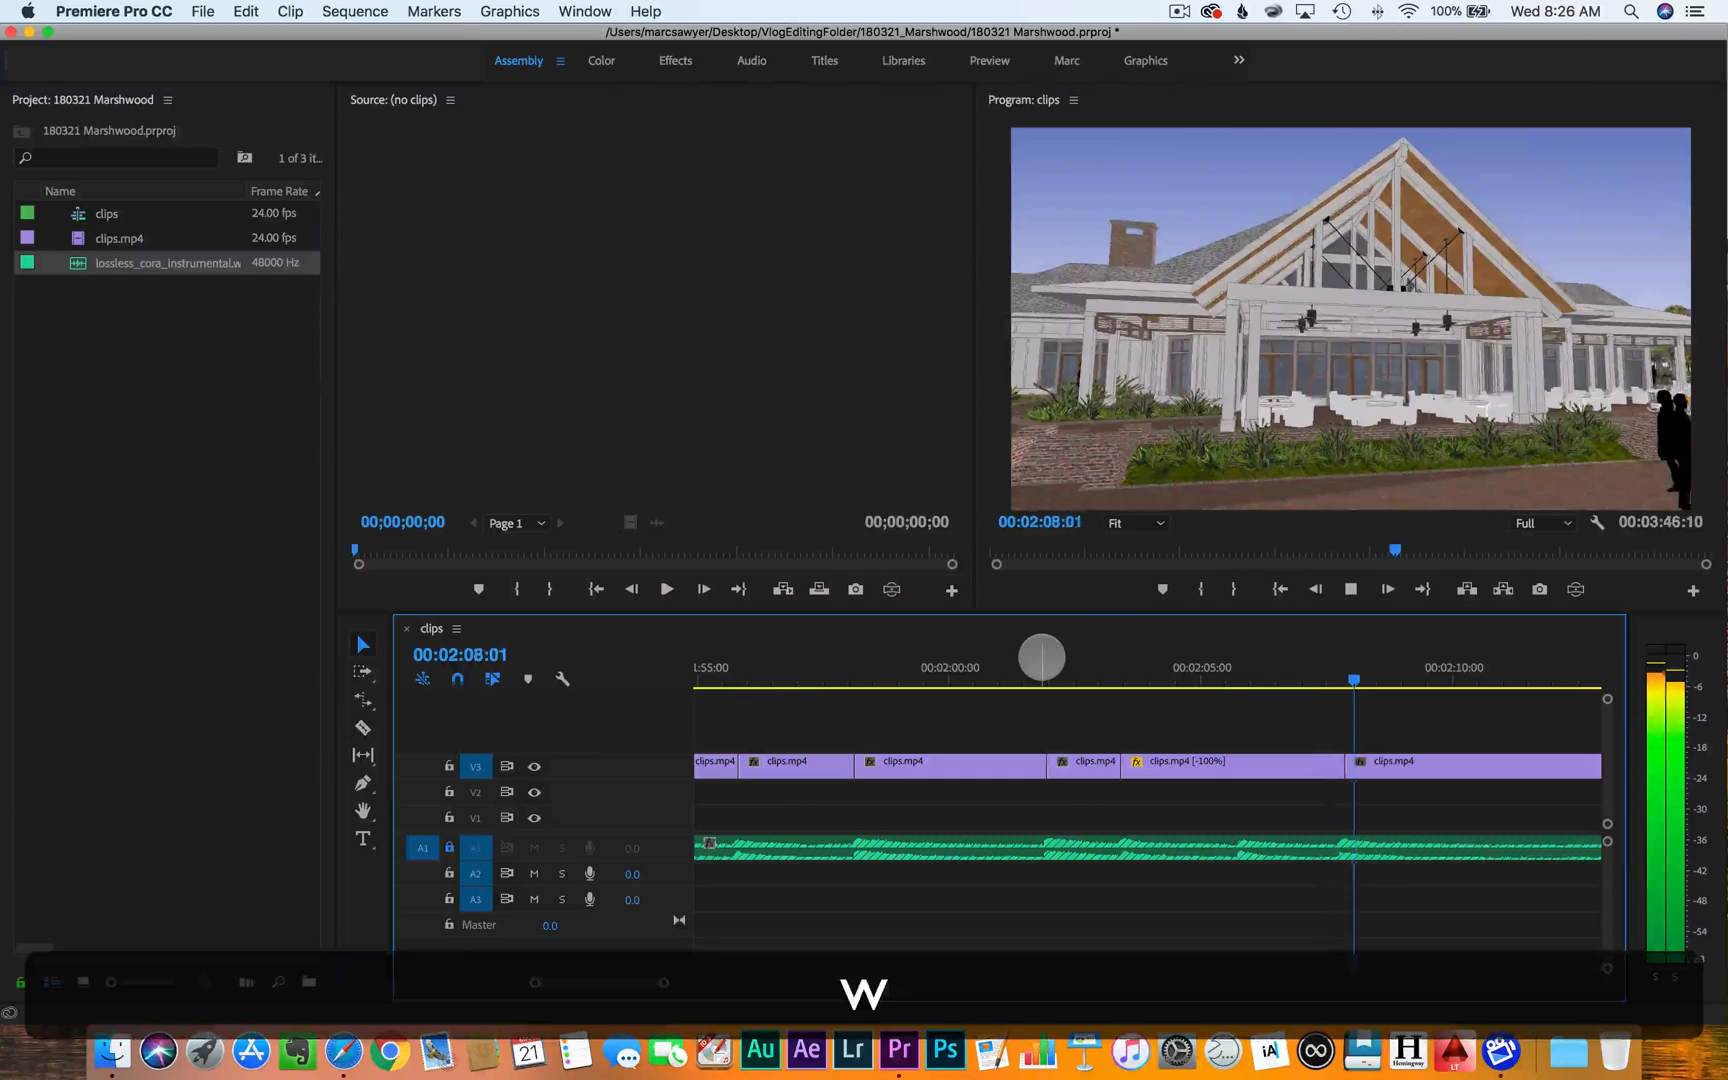 Premiere Pro CC File Edit Clip Sequence Markers Graphics Window Help 100% Wed 8:26 AM
/Users/marcsawyer/Desktop/VlogEditingFolder/180321_Marshwood/180321 Marshwood.prproj *
Assembly Color Effects Audio Titles Libraries Preview Marc Graphics
Project: 180321 Marshwood Source: (no clips) Program: clips
180321 Marshwood.prproj
1 of 3 it...
Name Frame Rate
clips 24.00 fps
clips.mp4 24.00 fps
lossless_cora_instrumental.w 48000 Hz
00;00;00;00 Page 1 00;00;00;00 00:02:08:01 Fit Full 00:03:46:10
clips
00:02:08:01
1:55:00 00:02:00:00 00:02:05:00 00:02:10:00
V3 clips.mp4 clips.mp4 clips.mp4 clips.mp4 clips.mp4 [-100%] clips.mp4
V2
V1
A1 A1 M S 0.0
A2 M S 0.0
A3 M S 0.0
Master 0.0
0
-6
-12
-18
-24
-30
-36
-42
-48
-54
S S
W
21 Au Ae Lr Pr Ps iA H Hemingway LT